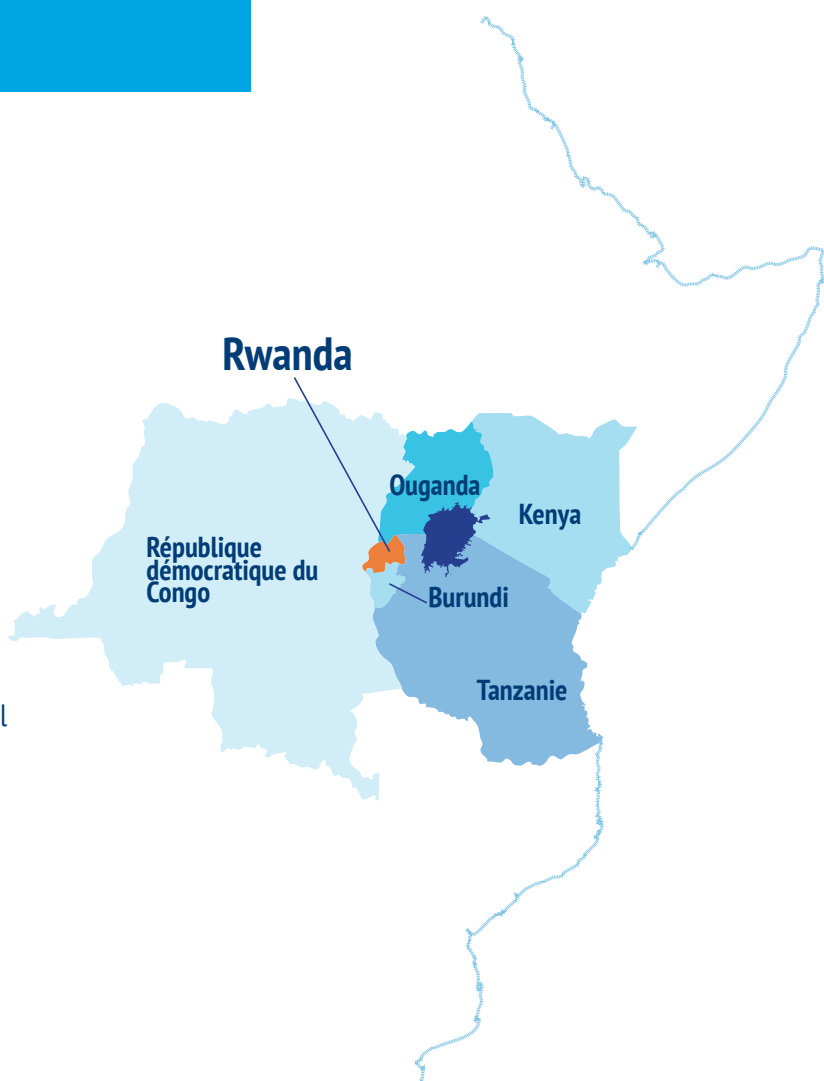 Rwanda
Ouganda
Kenya
République
démocratique du
Congo
Burundi
Tanzanie
l